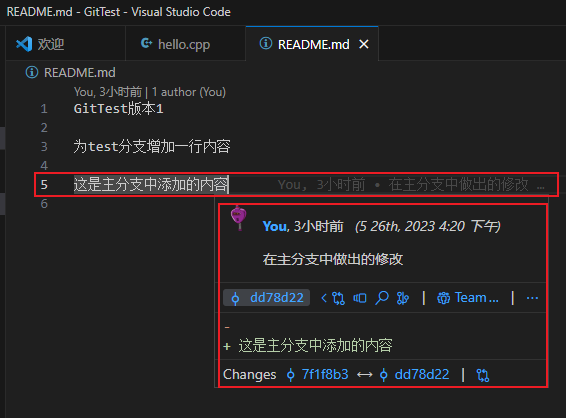 README.md - GitTest - Visual Studio Code
欢迎
hello.cpp
README.md
README.md
You, 3小时前 | 1 author (You)
1 GitTest版本1
2
3 为test分支增加一行内容
4
5 这是主分支中添加的内容 You, 3小时前 • 在主分支中做出的修改 …
6
You, 3小时前 (5 26th, 2023 4:20 下午)
在主分支中做出的修改
dd78d22 | Team ... | ...
-
+ 这是主分支中添加的内容
Changes 7f1f8b3 ↔ dd78d22 |